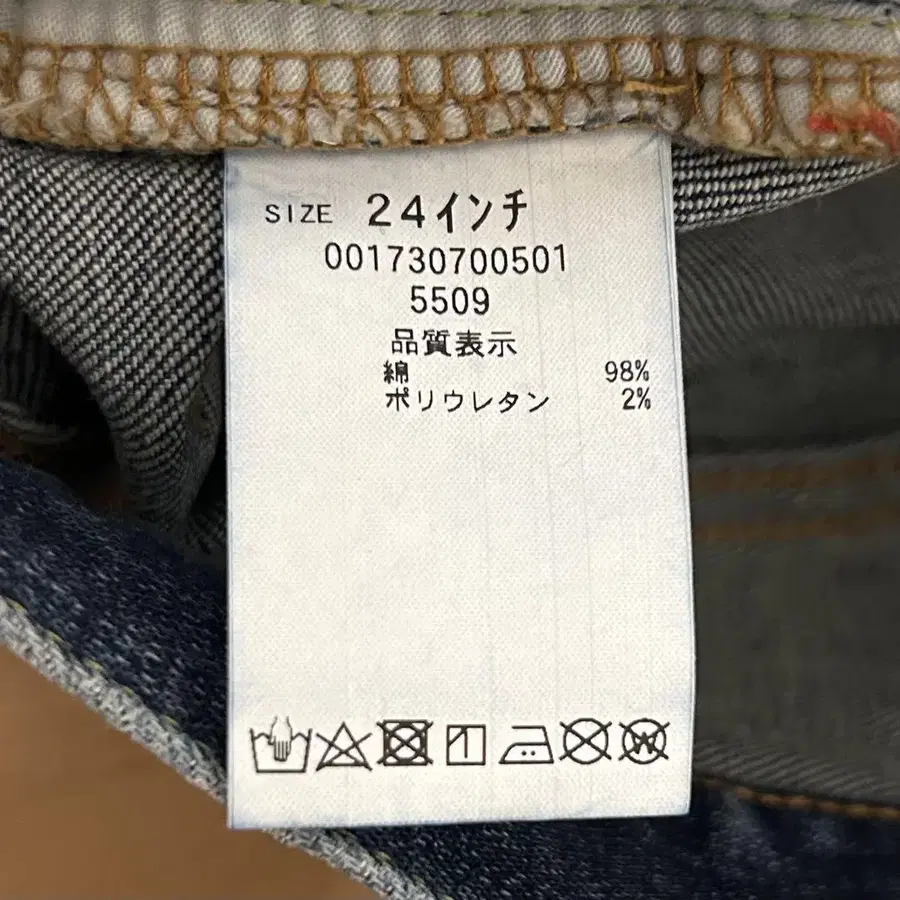 SIZE 24インチ
001730700501
5509
品質表示
綿 98%
ポリウレタン 2%